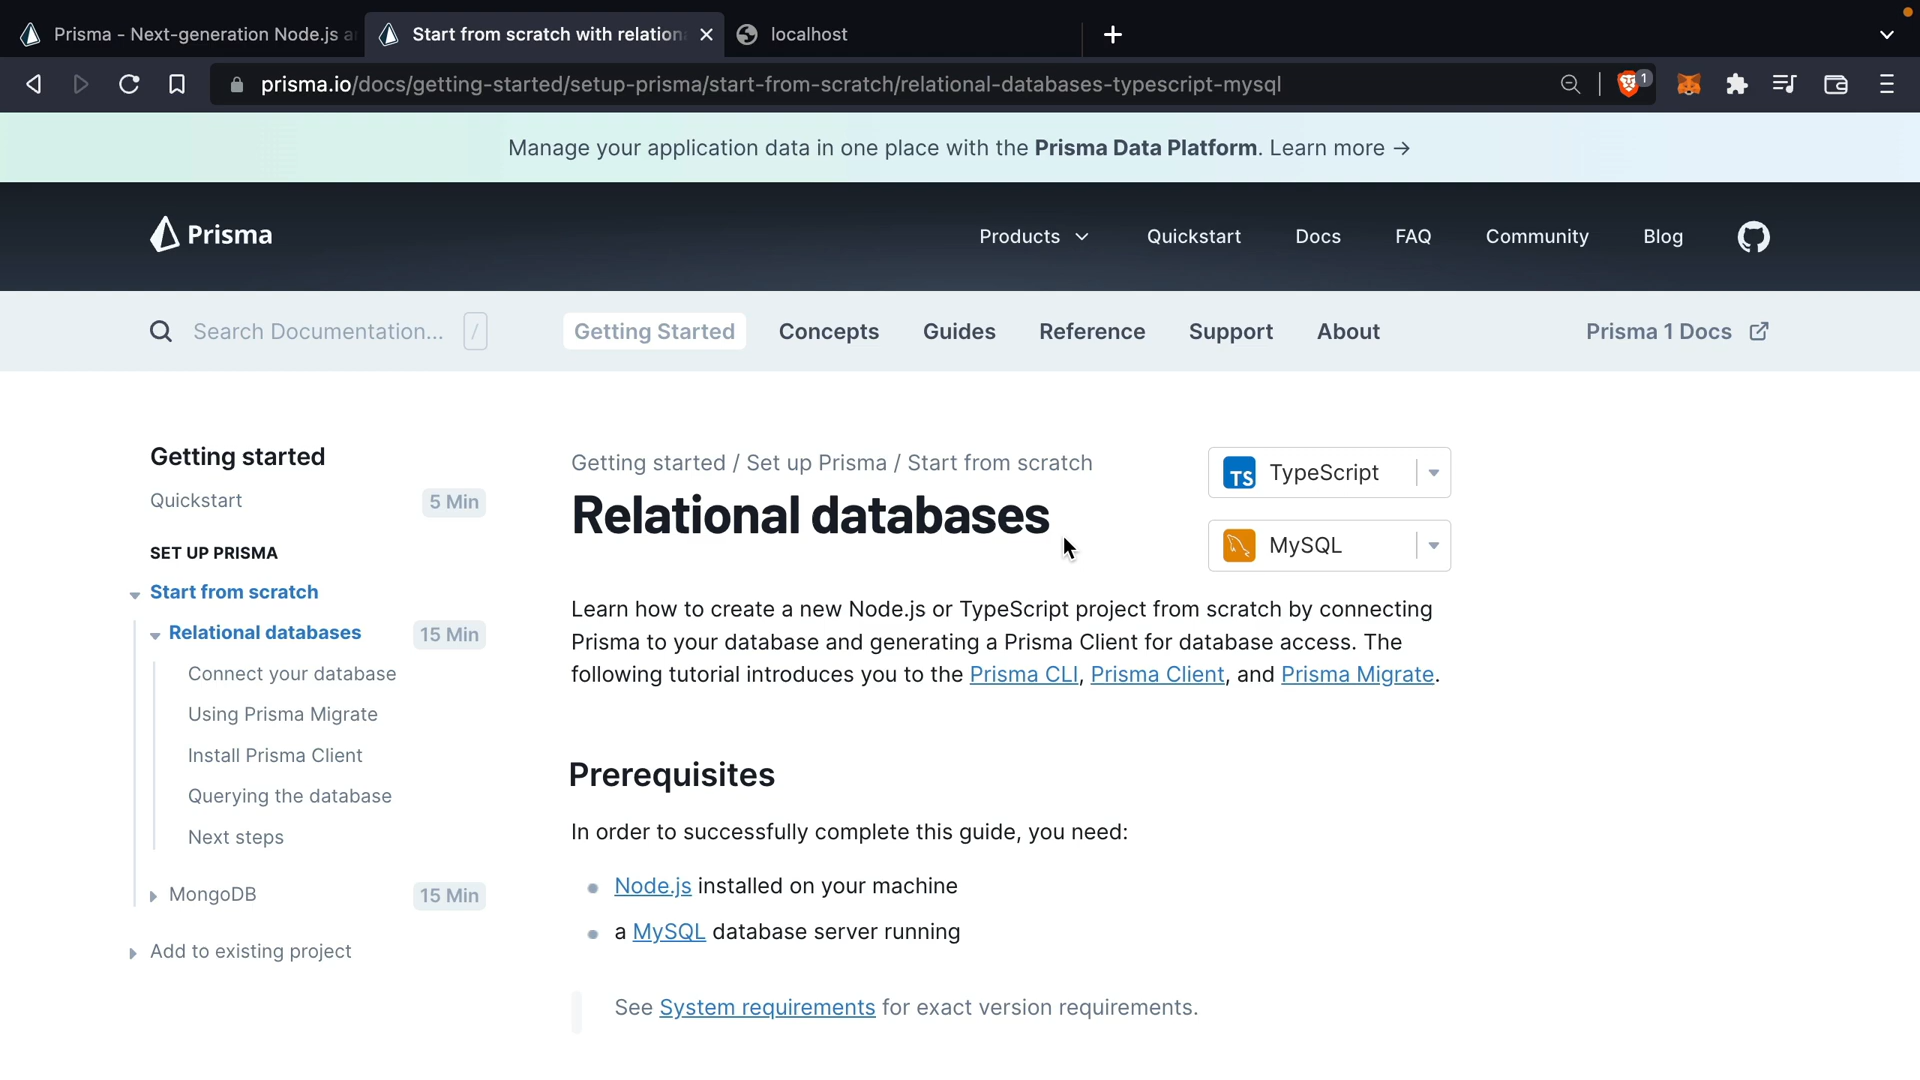 Prisma - Next-generation Node.js a
Start from scratch with relation
localhost
prisma.io/docs/getting-started/setup-prisma/start-from-scratch/relational-databases-typescript-mysql
1
Manage your application data in one place with the Prisma Data Platform. Learn more →
Prisma
Products
Quickstart
Docs
FAQ
Community
Blog
Search Documentation...
/
Getting Started
Concepts
Guides
Reference
Support
About
Prisma 1 Docs
Getting started
Quickstart
5 Min
SET UP PRISMA
Start from scratch
Relational databases
15 Min
Connect your database
Using Prisma Migrate
Install Prisma Client
Querying the database
Next steps
MongoDB
15 Min
Add to existing project
Getting started / Set up Prisma / Start from scratch
Relational databases
TS TypeScript
MySQL
Learn how to create a new Node.js or TypeScript project from scratch by connecting
Prisma to your database and generating a Prisma Client for database access. The
following tutorial introduces you to the Prisma CLI, Prisma Client, and Prisma Migrate.
Prerequisites
In order to successfully complete this guide, you need:
Node.js installed on your machine
a MySQL database server running
See System requirements for exact version requirements.